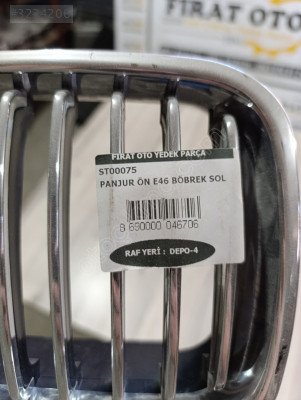 3224206
FIRAT OTO
FIRAT OTO YEDEK PARÇA
ST00075
PANJUR ÖN E46 BÖBREK SOL
8 690000 046706
RAF YERİ : DEPO-4